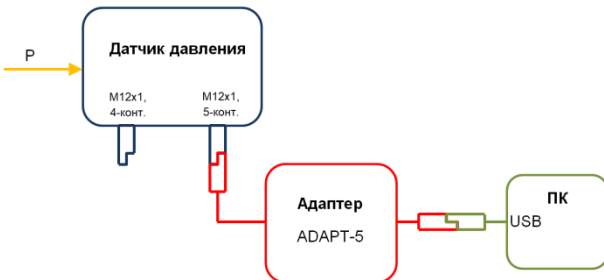 Датчик давления
P
M12x1,
4-конт.
M12x1,
5-конт.
Адаптер
ADAPT-5
ПК
USB